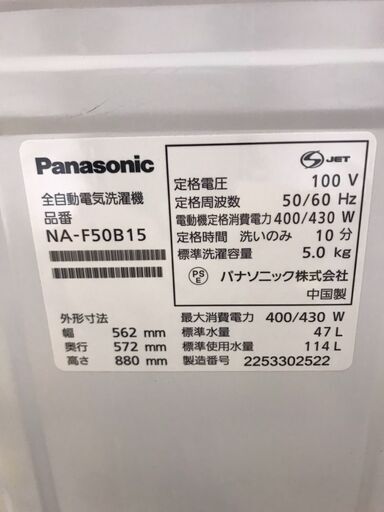 Panasonic
全自動電気洗濯機
品番
NA-F50B15
外形寸法
幅 562 mm
奥行 572 mm
高さ 880 mm
S JET
定格電圧 100 V
定格周波数 50/60 Hz
電動機定格消費電力 400/430 W
定格時間 洗いのみ 10 分
標準洗濯容量 5.0 kg
PS E パナソニック株式会社
中国製
最大消費電力 400/430 W
標準水量 47 L
標準使用水量 114 L
製造番号 2253302522